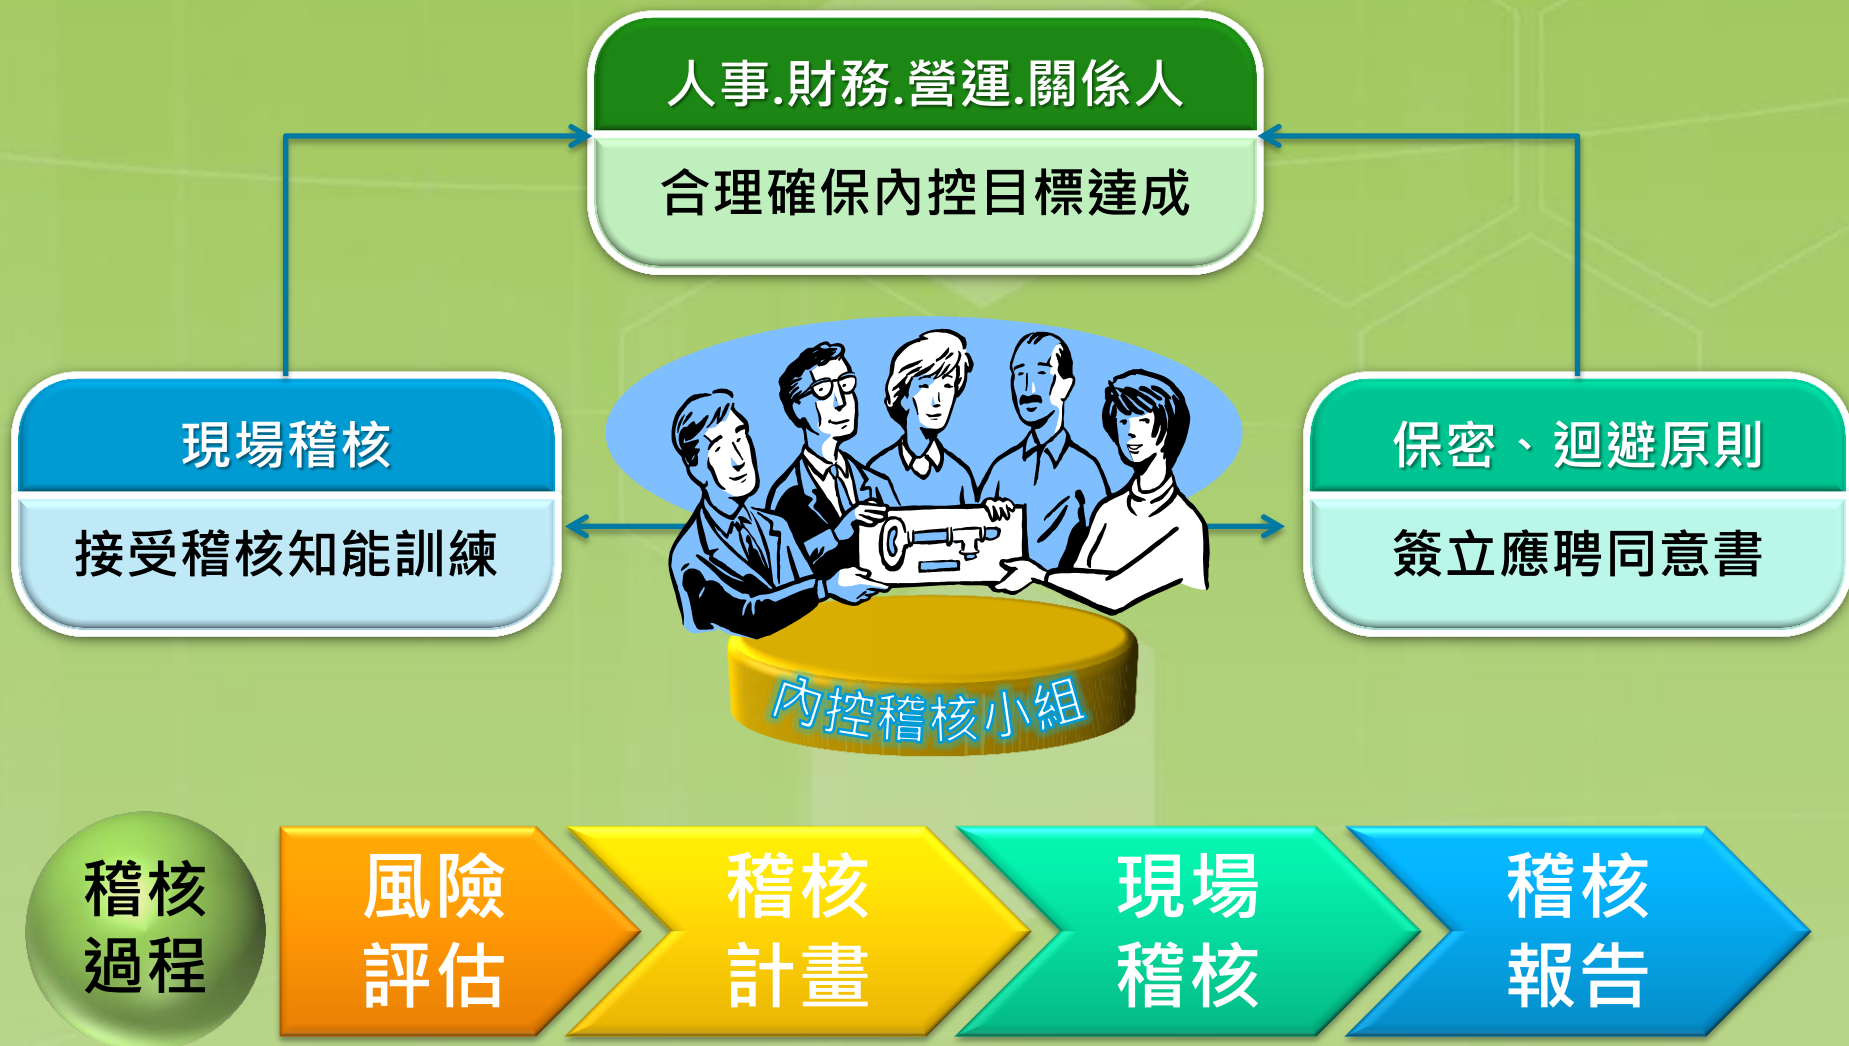 人事.財務.營運.關係人
合理確保內控目標達成
現場稽核
接受稽核知能訓練
保密、迴避原則
簽立應聘同意書
內控稽核小組
稽核
過程
風險
評估
稽核
計畫
現場
稽核
稽核
報告